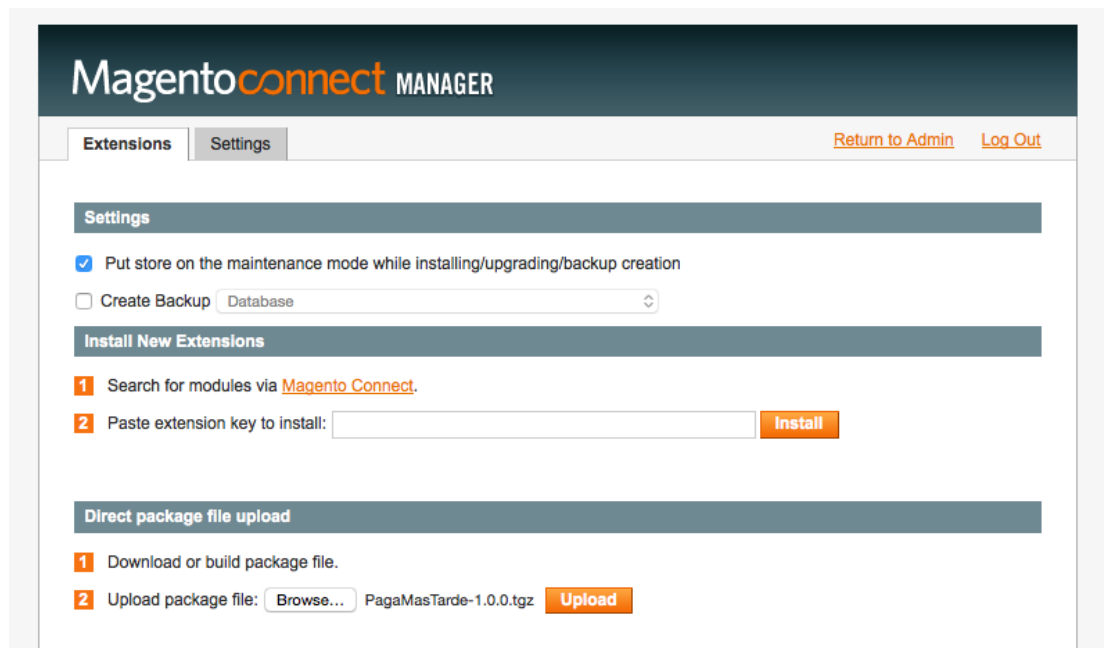 Magentoconnect MANAGER
Extensions Settings Return to Admin Log Out
Settings
Put store on the maintenance mode while installing/upgrading/backup creation
Create Backup Database
Install New Extensions
1 Search for modules via Magento Connect.
2 Paste extension key to install: Install
Direct package file upload
1 Download or build package file.
2 Upload package file: Browse... PagaMasTarde-1.0.0.tgz Upload